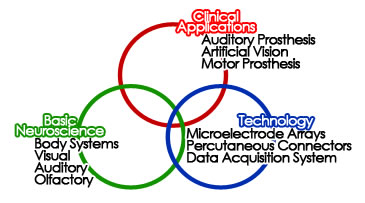 Clinical
Applications
Auditory Prosthesis
Artificial Vision
Motor Prosthesis
Basic
Neuroscience
Body Systems
Visual
Auditory
Olfactory
Technology
Microelectrode Arrays
Percutaneous Connectors
Data Acquisition System